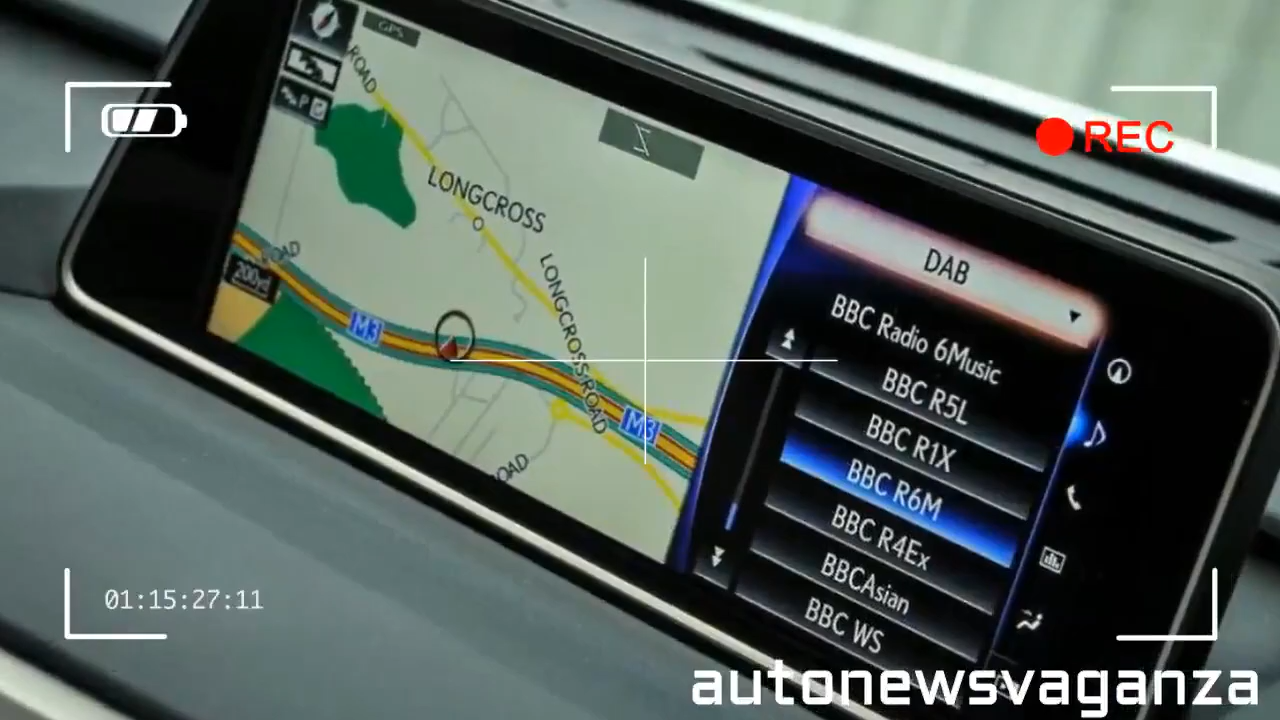 GPS
ROAD
P
LONGCROSS
ROAD
200yd
M3
LONGCROSS ROAD
M3
ROAD
DAB
BBC Radio 6Music
BBC R5L
BBC R1X
BBC R6M
BBC R4Ex
BBCAsian
BBC WS
REC
01:15:27:11
autonewsvaganza